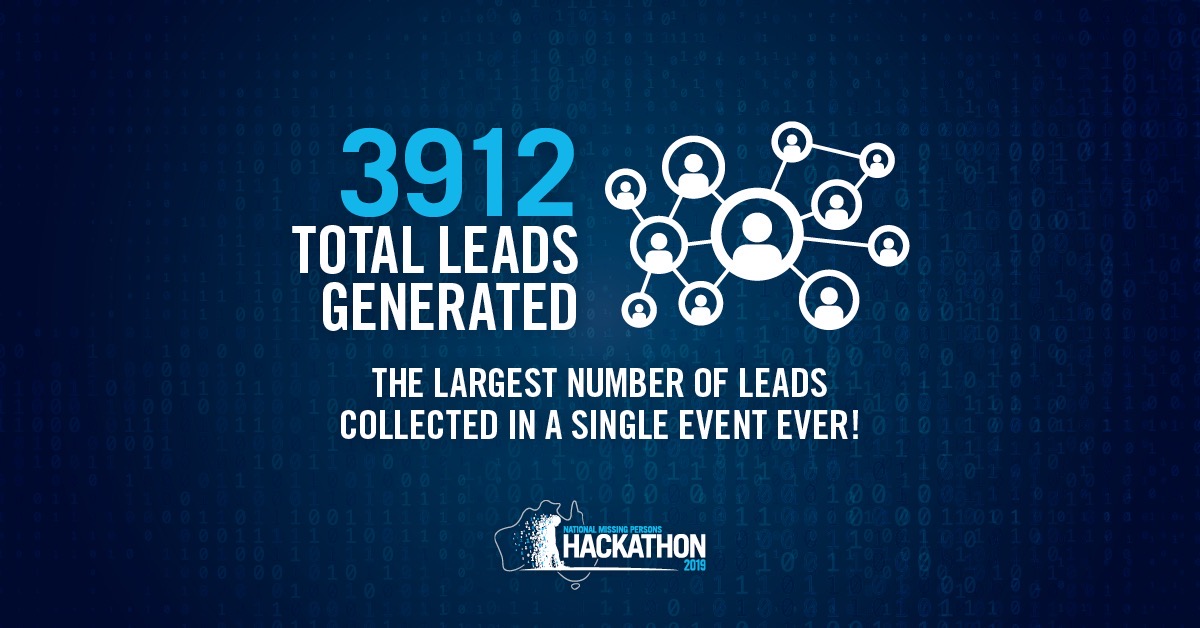 3912
TOTAL LEADS
GENERATED
THE LARGEST NUMBER OF LEADS
COLLECTED IN A SINGLE EVENT EVER!
NATIONAL MISSING PERSONS
HACKATHON
2019